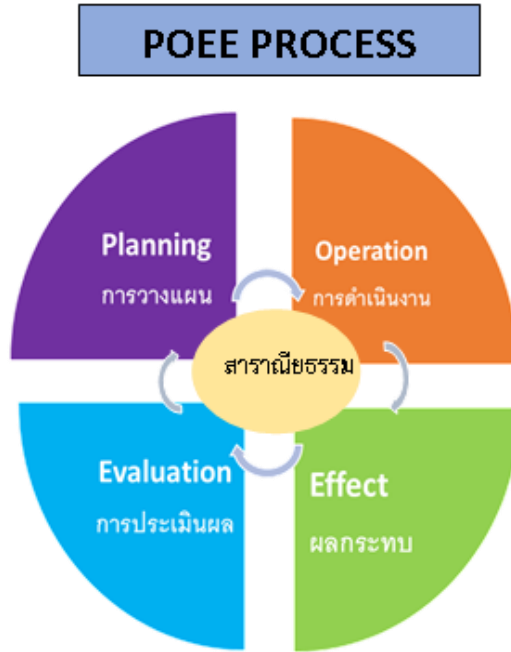 POEE PROCESS
Planning
การวางแผน
Operation
การดำเนินงาน
สาราณียธรรม
Evaluation
การประเมินผล
Effect
ผลกระทบ